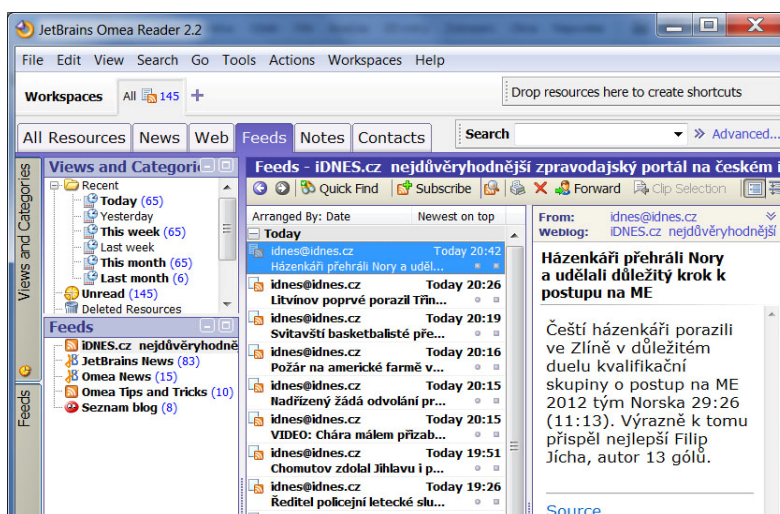 JetBrains Omea Reader 2.2
File Edit View Search Go Tools Actions Workspaces Help
Workspaces All 145 +
Drop resources here to create shortcuts
All Resources News Web Feeds Notes Contacts Search Advanced...
Views and Categories
Feeds
Views and Categori
Recent
Today (65)
Yesterday
This week (65)
Last week
This month (65)
Last month (6)
Unread (145)
Deleted Resources
Feeds
iDNES.cz nejdůvěryhodně
JetBrains News (83)
Omea News (15)
Omea Tips and Tricks (10)
Seznam blog (8)
Feeds - iDNES.cz nejdůvěryhodnější zpravodajský portál na českém i
Quick Find Subscribe Forward Clip Selection
Arranged By: Date Newest on top
Today
idnes@idnes.cz Today 20:42
Házenkáři přehráli Nory a uděl...
idnes@idnes.cz Today 20:26
Litvínov poprvé porazil Třin...
idnes@idnes.cz Today 20:19
Svitavští basketbalisté pře...
idnes@idnes.cz Today 20:16
Požár na americké farmě v...
idnes@idnes.cz Today 20:15
Nadřízený žádá odvolání pr...
idnes@idnes.cz Today 20:15
VIDEO: Chára málem přizab...
idnes@idnes.cz Today 19:51
Chomutov zdolal Jihlavu i p...
idnes@idnes.cz Today 19:26
Ředitel policejní letecké slu...
From: idnes@idnes.cz
Weblog: iDNES.cz nejdůvěryhodnější
Házenkáři přehráli Nory
a udělali důležitý krok k
postupu na ME
Čeští házenkáři porazili
ve Zlíně v důležitém
duelu kvalifikační
skupiny o postup na ME
2012 tým Norska 29:26
(11:13). Výrazně k tomu
přispěl nejlepší Filip
Jícha, autor 13 gólů.
Source